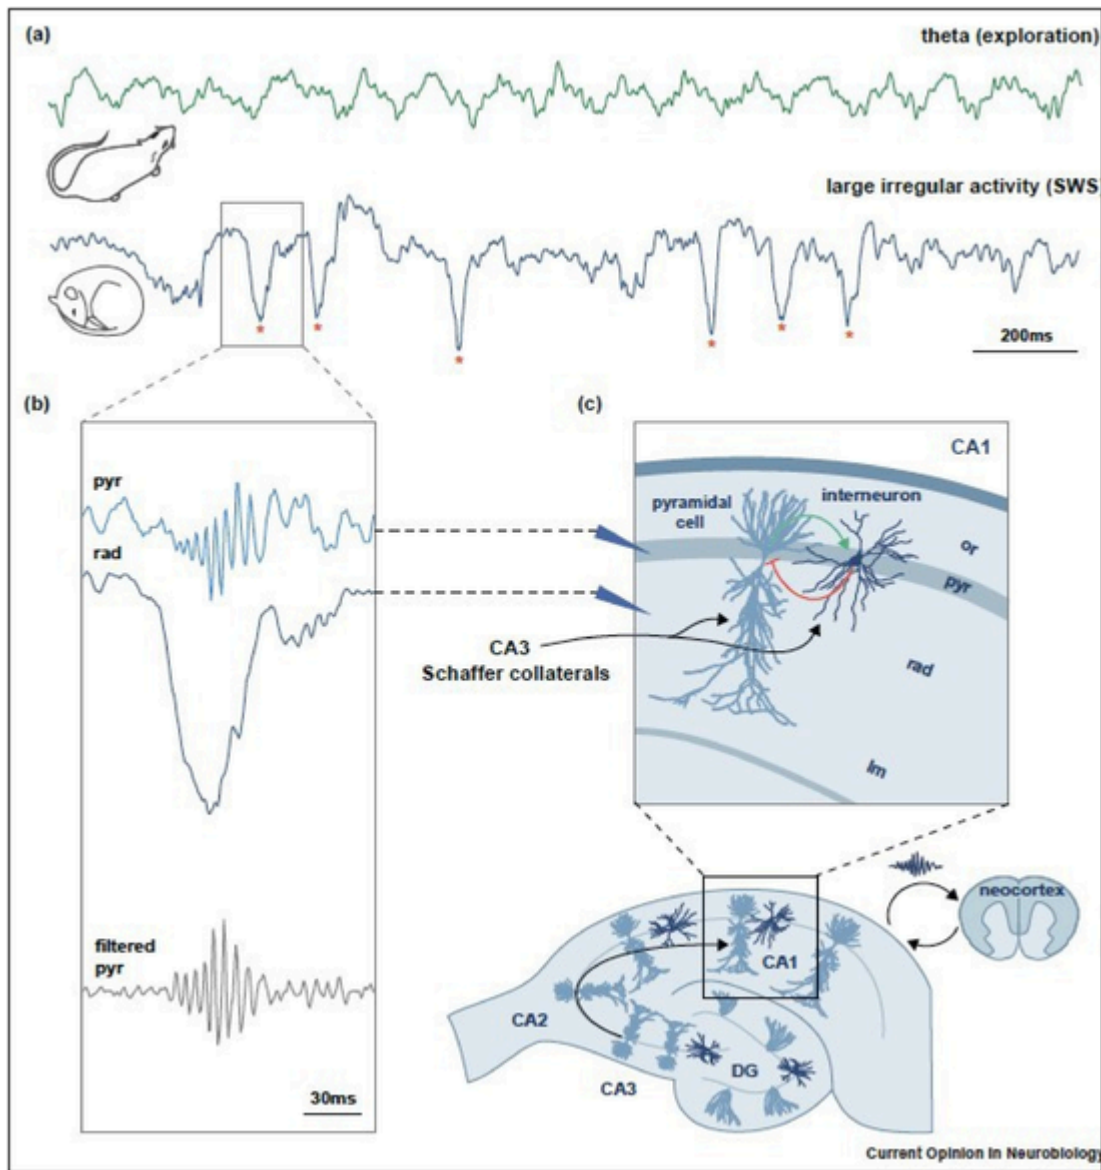 (a)
theta (exploration)
large irregular activity (SWS)
*
*
*
*
*
*
200ms
(b)
(c)
pyr
rad
filtered
pyr
30ms
CA1
pyramidal
cell
interneuron
or
pyr
rad
lm
CA3
Schaffer collaterals
neocortex
CA1
CA2
CA3
DG
Current Opinion in Neurobiology